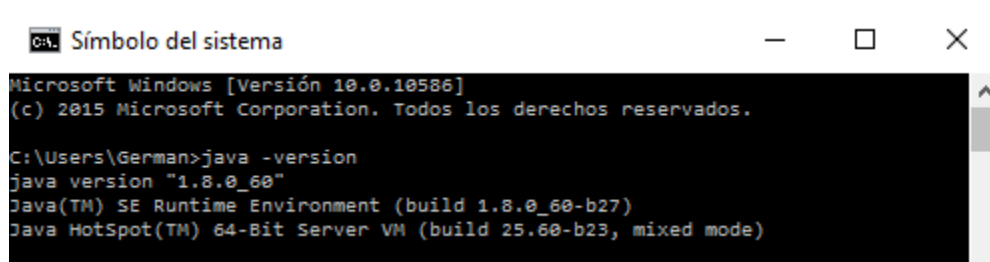 Símbolo del sistema
Microsoft Windows [Versión 10.0.10586]
(c) 2015 Microsoft Corporation. Todos los derechos reservados.
C:\Users\German>java -version
java version "1.8.0_60"
Java(TM) SE Runtime Environment (build 1.8.0_60-b27)
Java HotSpot(TM) 64-Bit Server VM (build 25.60-b23, mixed mode)